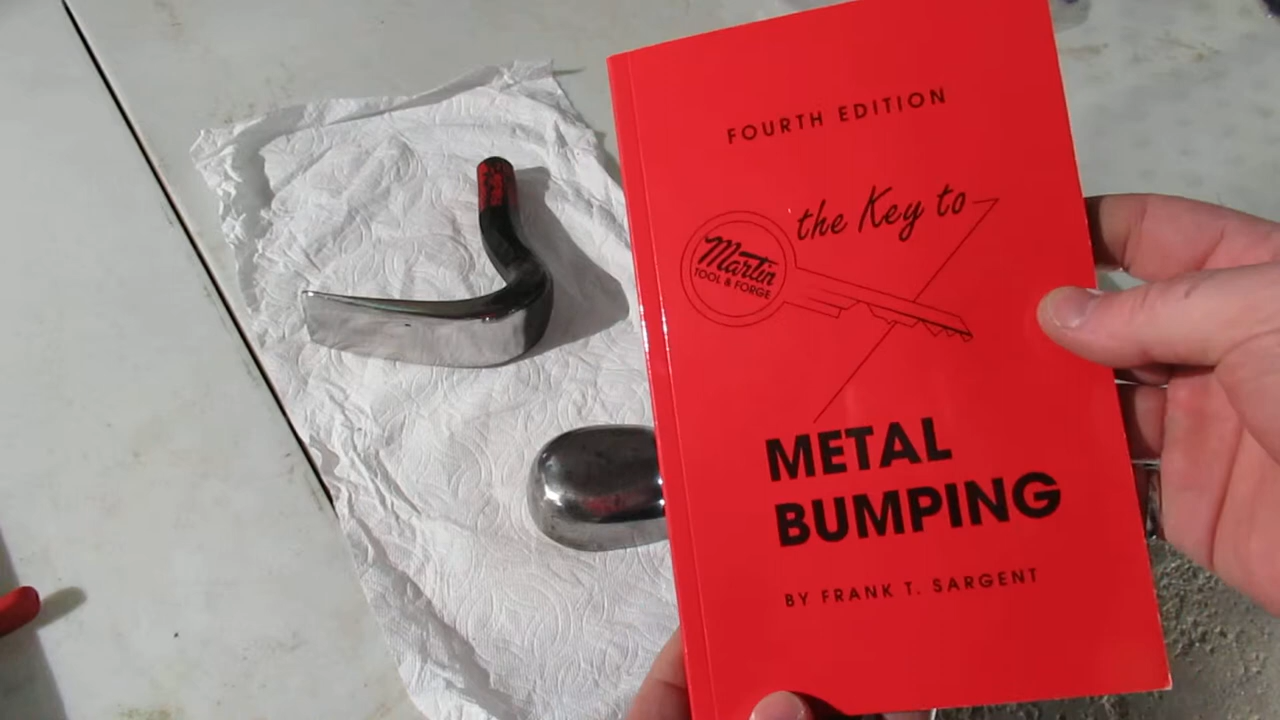 FOURTH EDITION
the Key to
Martin
TOOL & FORGE
METAL
BUMPING
BY FRANK T. SARGENT